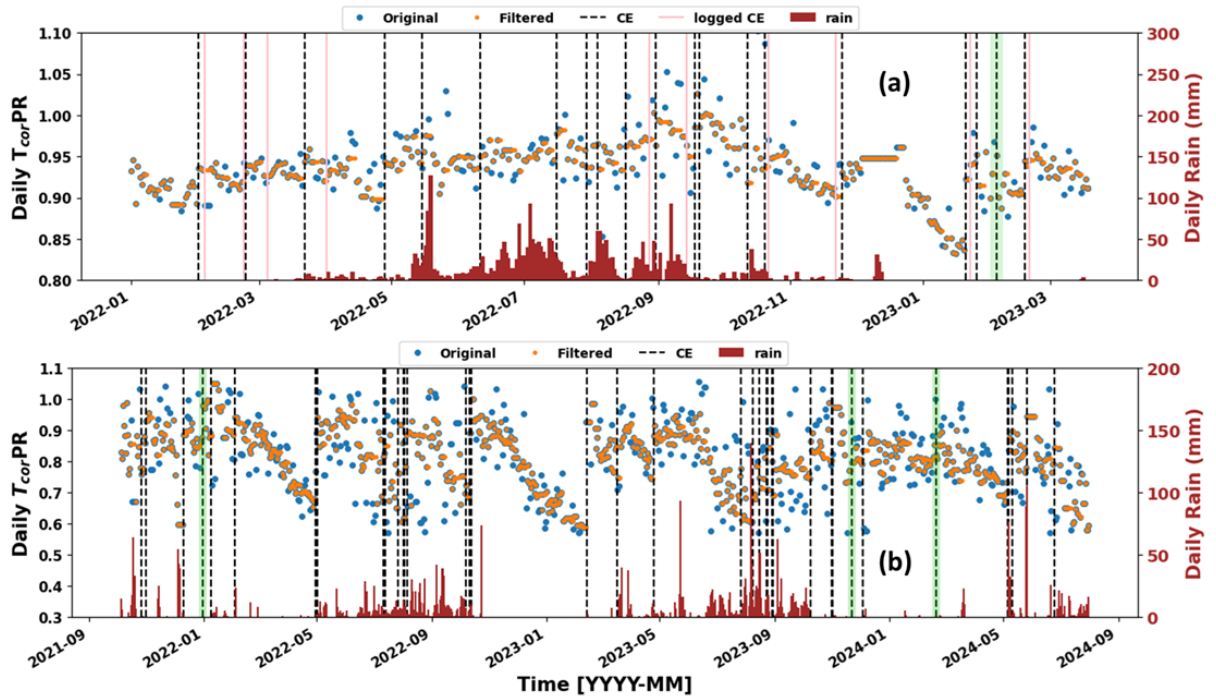 Original Filtered CE logged CE rain
Daily T_cor PR
1.10
1.05
1.00
0.95
0.90
0.85
0.80
(a)
300
250
200
150
100
50
0
Daily Rain (mm)
2022-01 2022-03 2022-05 2022-07 2022-09 2022-11 2023-01 2023-03
Original Filtered CE rain
Daily T_cor PR
1.1
1.0
0.9
0.8
0.7
0.6
0.5
0.4
0.3
(b)
200
150
100
50
0
Daily Rain (mm)
2021-09 2022-01 2022-05 2022-09 2023-01 2023-05 2023-09 2024-01 2024-05 2024-09
Time [YYYY-MM]